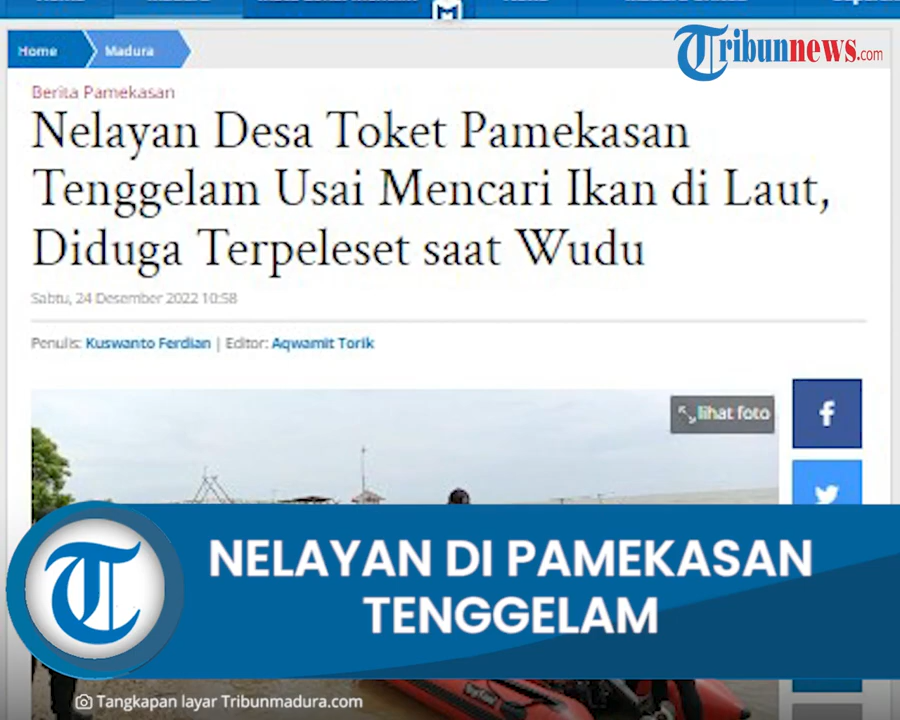 Home
Madura
Tribunnews.com
Berita Pamekasan
Nelayan Desa Toket Pamekasan
Tenggelam Usai Mencari Ikan di Laut,
Diduga Terpeleset saat Wudu
Sabtu, 24 Desember 2022 10:58
Penulis: Kuswanto Ferdian | Editor: Aqwamit Torik
lihat foto
NELAYAN DI PAMEKASAN
TENGGELAM
Tangkapan layar Tribunmadura.com